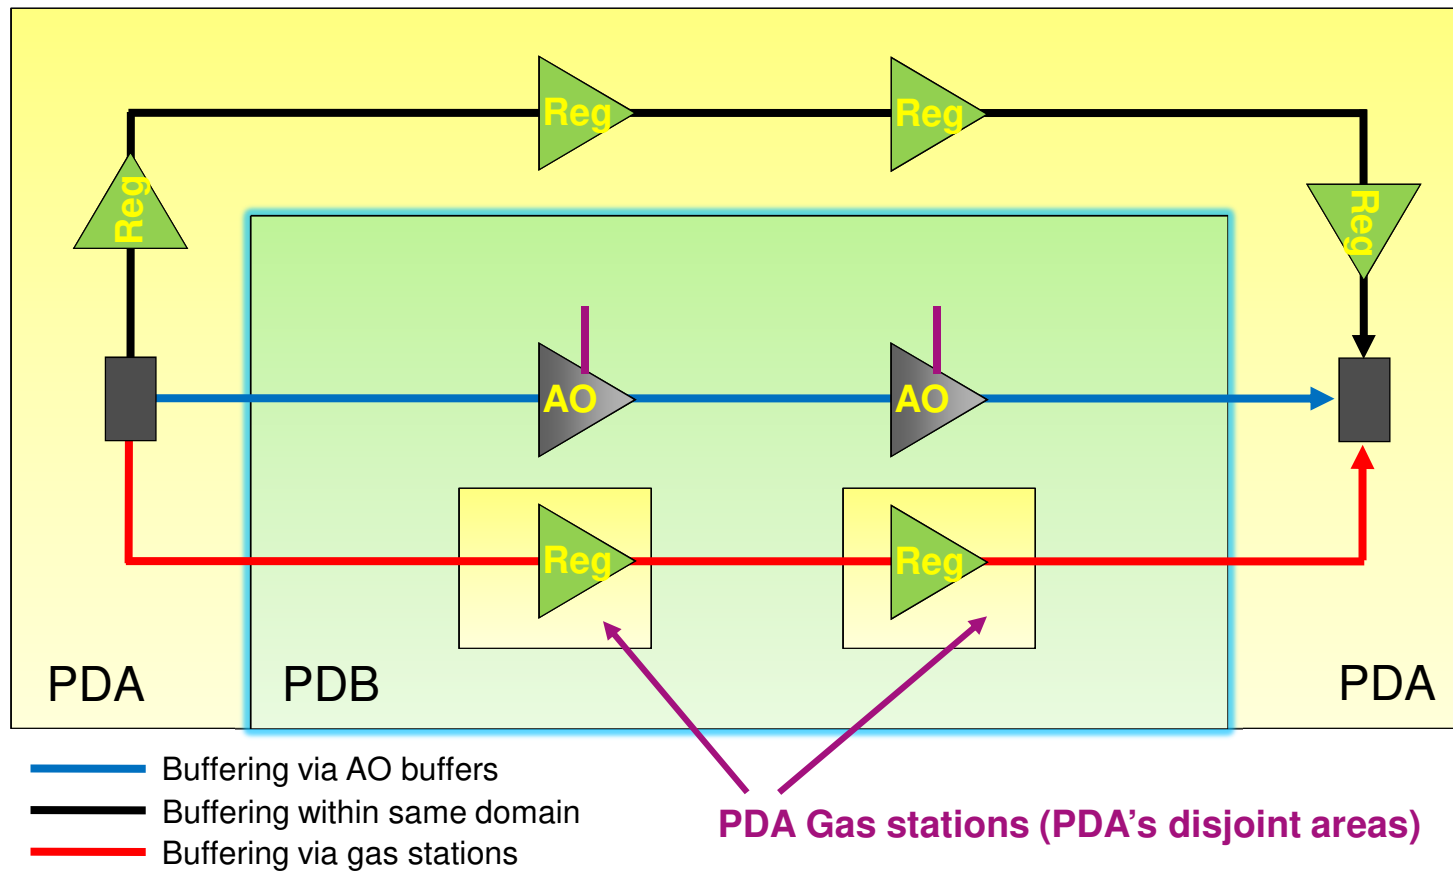 Reg
Reg
Reg
Reg
AO
AO
Reg
Reg
PDA
PDB
PDA
Buffering via AO buffers
Buffering within same domain
Buffering via gas stations
PDA Gas stations (PDA's disjoint areas)